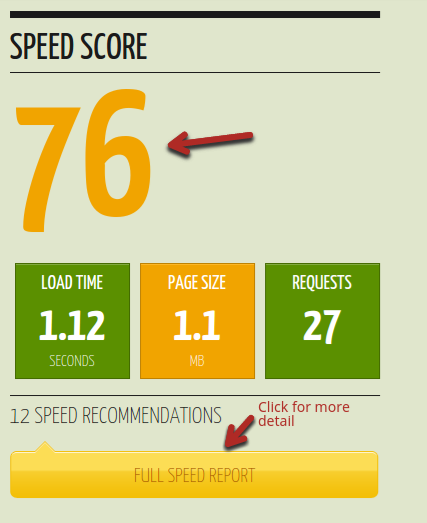 SPEED SCORE
76
LOAD TIME
1.12
SECONDS
PAGE SIZE
1.1
MB
REQUESTS
27
12 SPEED RECOMMENDATIONS
Click for more
detail
FULL SPEED REPORT